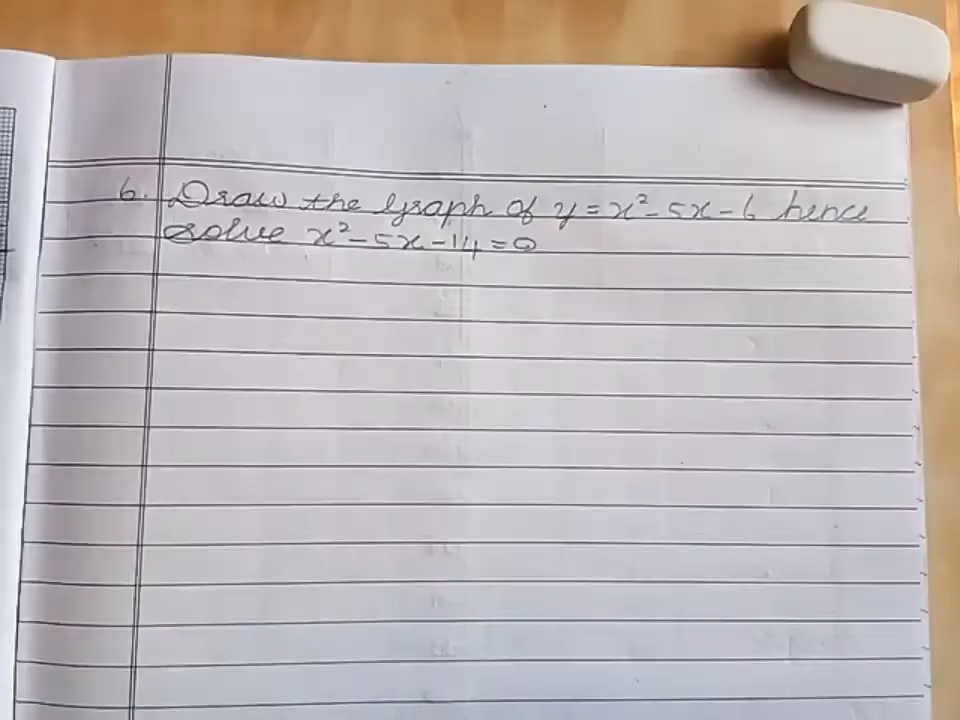 6. Draw the graph of y = x² - 5x - 6 hence
solve x² - 5x - 14 = 0